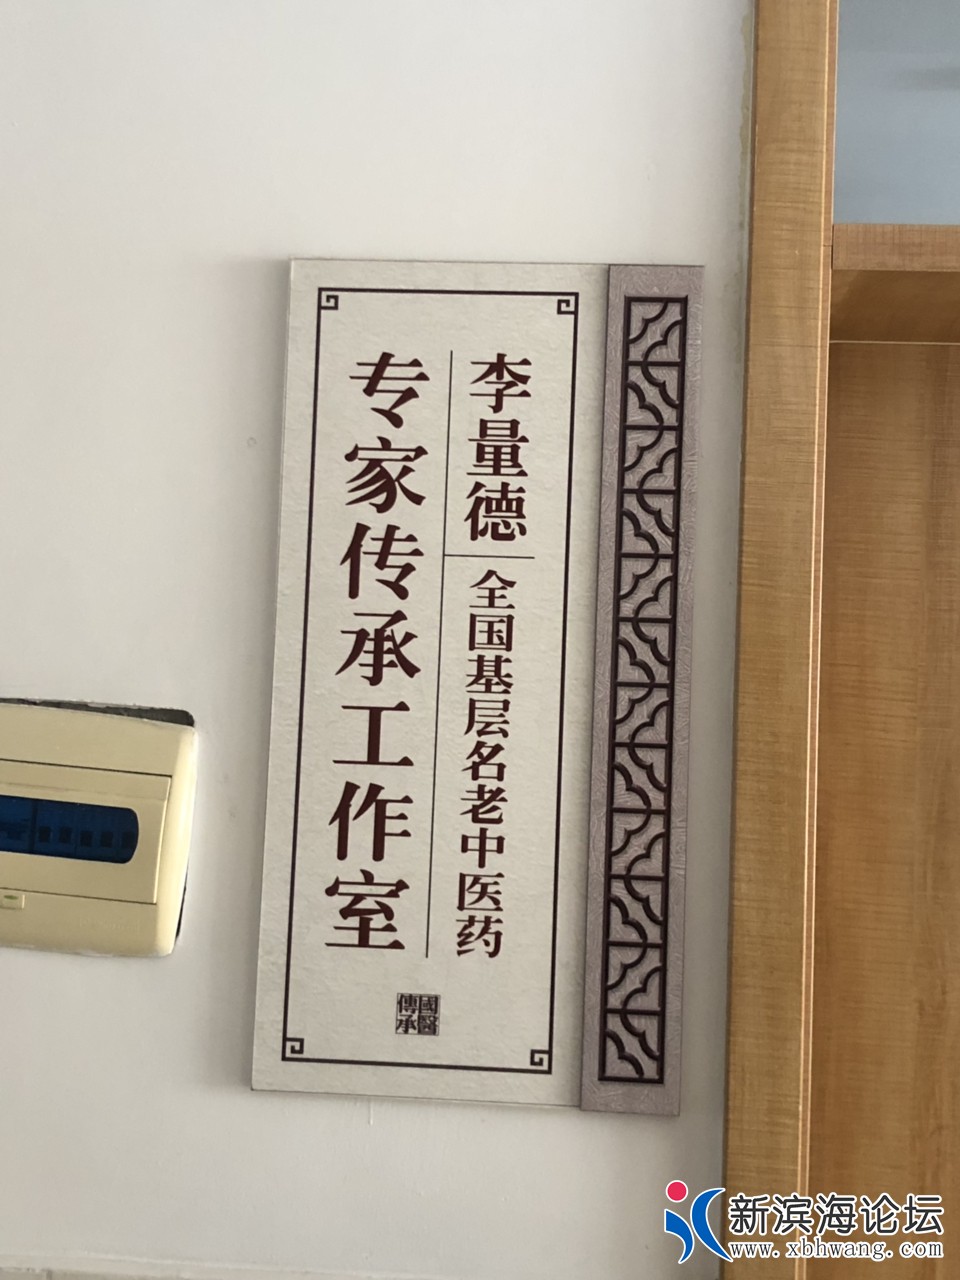 李量德
全国基层名老中医药
专家传承工作室
國醫
傳承
新滨海论坛
www.xbhwang.com